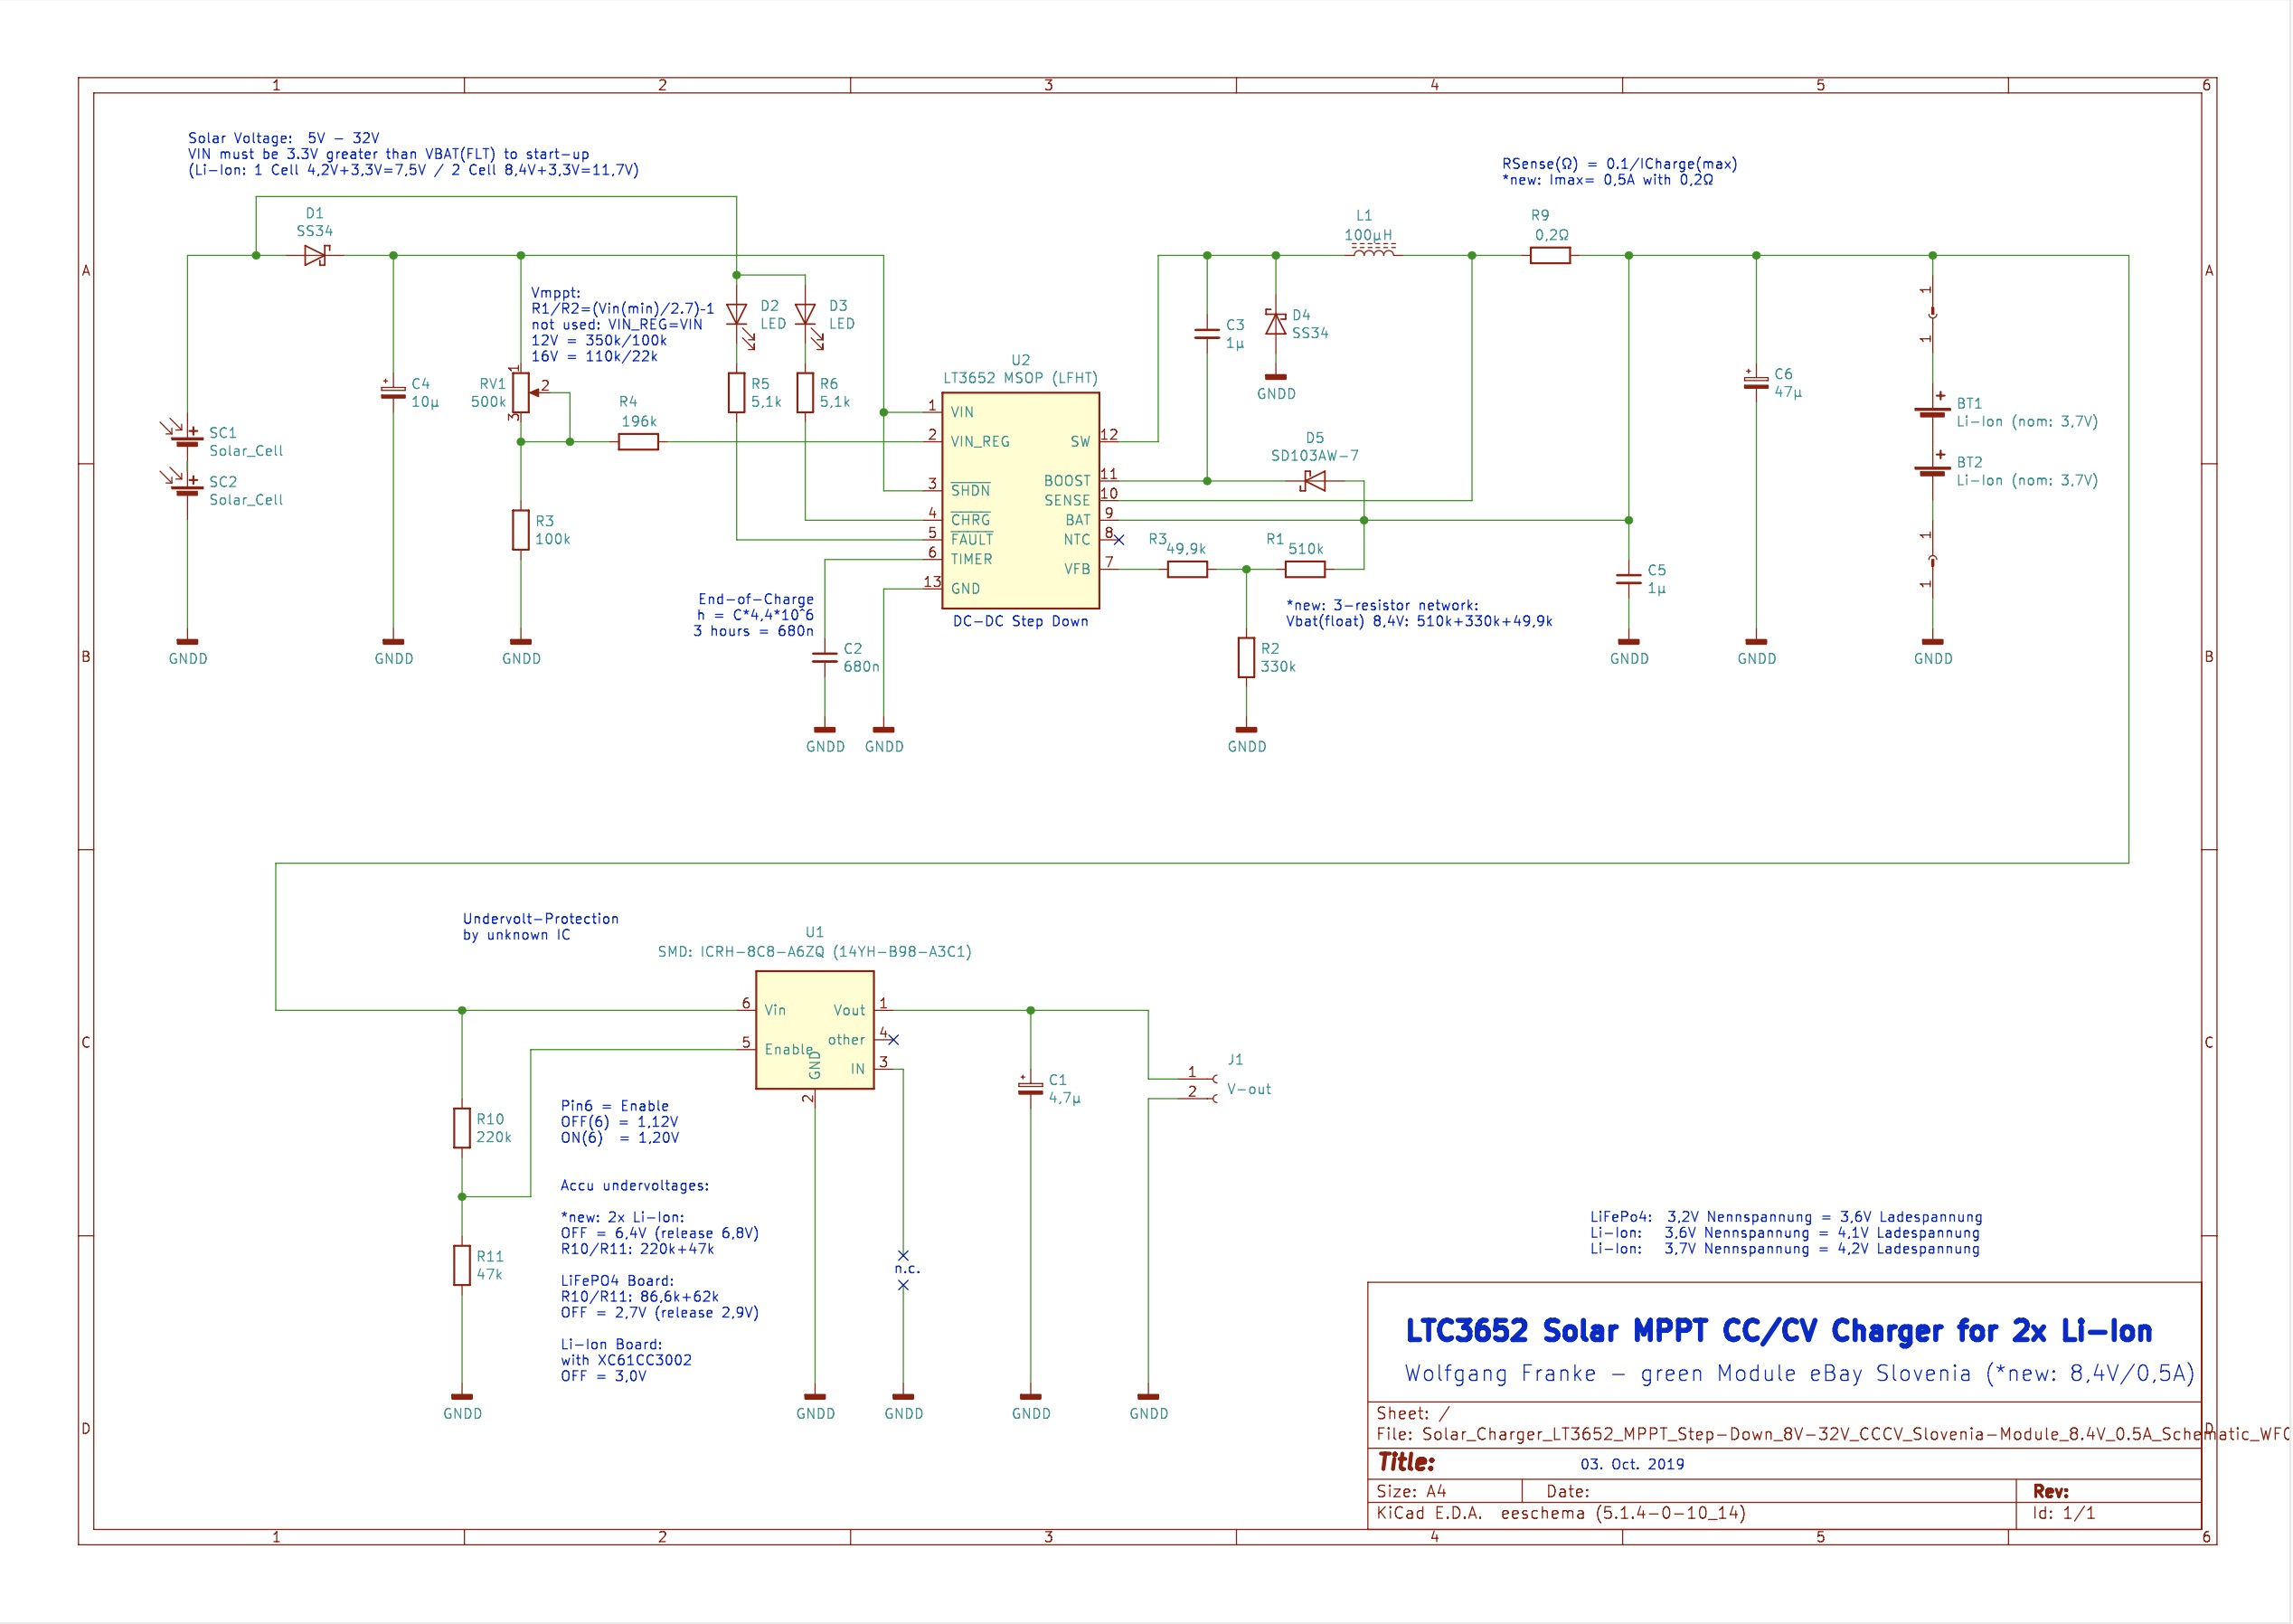 1 2 3 4 5 6
A A
B B
C C
D D
Solar Voltage: 5V – 32V
VIN must be 3.3V greater than VBAT(FLT) to start-up
(Li-Ion: 1 Cell 4,2V+3,3V=7,5V / 2 Cell 8,4V+3,3V=11,7V)
RSense(Ω) = 0.1/ICharge(max)
*new: Imax= 0,5A with 0,2Ω
D1
SS34
L1
100µH
R9
0,2Ω
Vmppt:
R1/R2=(Vin(min)/2.7)-1
not used: VIN_REG=VIN
12V = 350k/100k
16V = 110k/22k
D2
LED
D3
LED
C3
1µ
D4
SS34
GNDD
U2
LT3652 MSOP (LFHT)
C4
10µ
RV1
500k
1
2
3
R4
196k
R5
5,1k
R6
5,1k
C6
47µ
1
1
BT1
Li-Ion (nom: 3,7V)
BT2
Li-Ion (nom: 3,7V)
1
1
SC1
Solar_Cell
SC2
Solar_Cell
1 VIN
2 VIN_REG
3 SHDN
4 CHRG
5 FAULT
6 TIMER
13 GND
SW 12
BOOST 11
SENSE 10
BAT 9
NTC 8
VFB 7
DC-DC Step Down
D5
SD103AW-7
R3
100k
R3
49,9k
R1
510k
C5
1µ
End-of-Charge
h = C*4,4*10^6
3 hours = 680n
*new: 3-resistor network:
Vbat(float) 8,4V: 510k+330k+49,9k
C2
680n
R2
330k
GNDD GNDD GNDD GNDD GNDD GNDD
GNDD GNDD GNDD
Undervolt-Protection
by unknown IC
U1
SMD: ICRH-8C8-A6ZQ (14YH-B98-A3C1)
6 Vin
5 Enable
Vout 1
other 4
IN 3
GND
2
J1
V-out
1
2
C1
4,7µ
R10
220k
R11
47k
Pin6 = Enable
OFF(6) = 1,12V
ON(6) = 1,20V
Accu undervoltages:
*new: 2x Li-Ion:
OFF = 6,4V (release 6,8V)
R10/R11: 220k+47k
LiFePO4 Board:
R10/R11: 86,6k+62k
OFF = 2,7V (release 2,9V)
Li-Ion Board:
with XC61CC3002
OFF = 3,0V
n.c.
GNDD GNDD GNDD GNDD GNDD
LiFePo4: 3,2V Nennspannung = 3,6V Ladespannung
Li-Ion: 3,6V Nennspannung = 4,1V Ladespannung
Li-Ion: 3,7V Nennspannung = 4,2V Ladespannung
LTC3652 Solar MPPT CC/CV Charger for 2x Li-Ion
Wolfgang Franke – green Module eBay Slovenia (*new: 8,4V/0,5A)
Sheet: /
File: Solar_Charger_LT3652_MPPT_Step-Down_8V-32V_CCCV_Slovenia-Module_8.4V_0.5A_Schematic_WF
Title:
03. Oct. 2019
Size: A4 Date: Rev:
KiCad E.D.A. eeschema (5.1.4-0-10_14) Id: 1/1
1 2 3 4 5 6